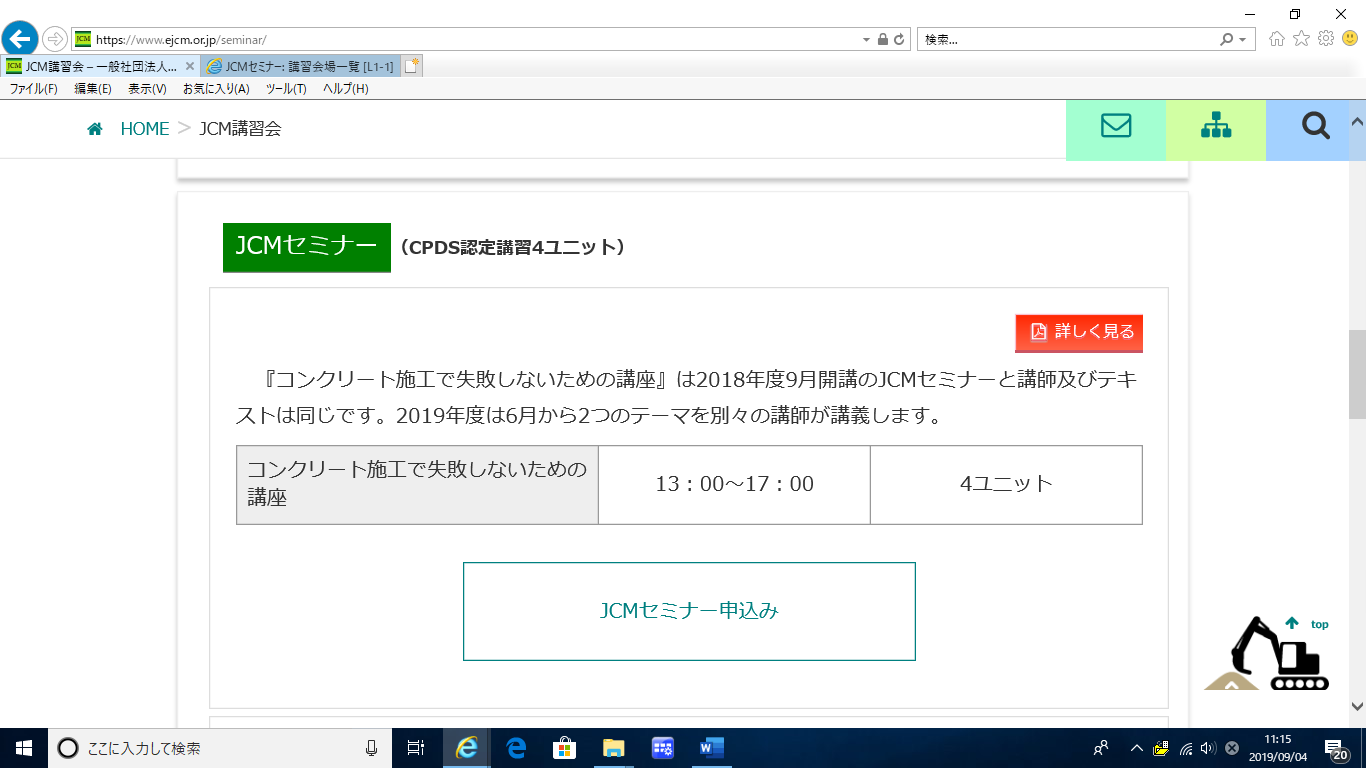 https://www.ejcm.or.jp/seminar/
検索...
JCM講習会 – 一般社団法人...
JCMセミナー: 講習会場一覧 [L1-1]
ファイル(F) 編集(E) 表示(V) お気に入り(A) ツール(T) ヘルプ(H)
HOME > JCM講習会
JCMセミナー (CPDS認定講習4ユニット)
詳しく見る
『コンクリート施工で失敗しないための講座』は2018年度9月開講のJCMセミナーと講師及びテキ
ストは同じです。2019年度は6月から2つのテーマを別々の講師が講義します。
コンクリート施工で失敗しないための
講座
13：00～17：00
4ユニット
JCMセミナー申込み
top
ここに入力して検索
11:15
2019/09/04
20